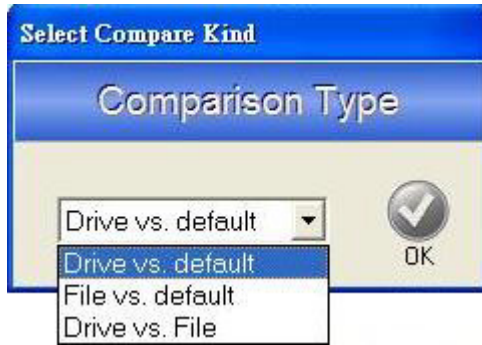 Select Compare Kind
Comparison Type
Drive vs. default
OK
Drive vs. default
File vs. default
Drive vs. File